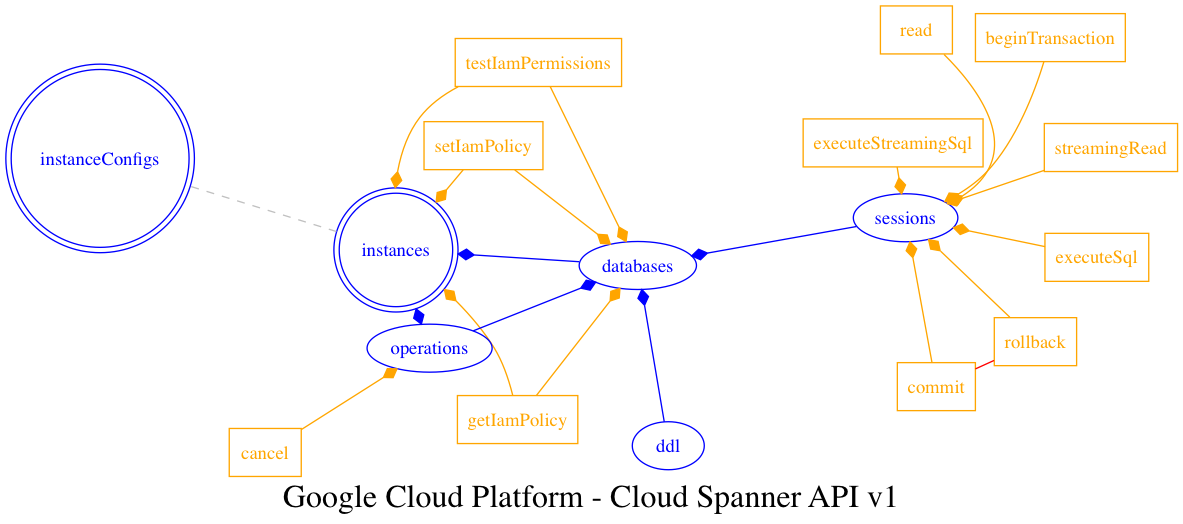 read
beginTransaction
testIamPermissions
executeStreamingSql
setIamPolicy
streamingRead
instanceConfigs
sessions
instances
databases
executeSql
operations
rollback
commit
getIamPolicy
ddl
cancel
Google Cloud Platform - Cloud Spanner API v1